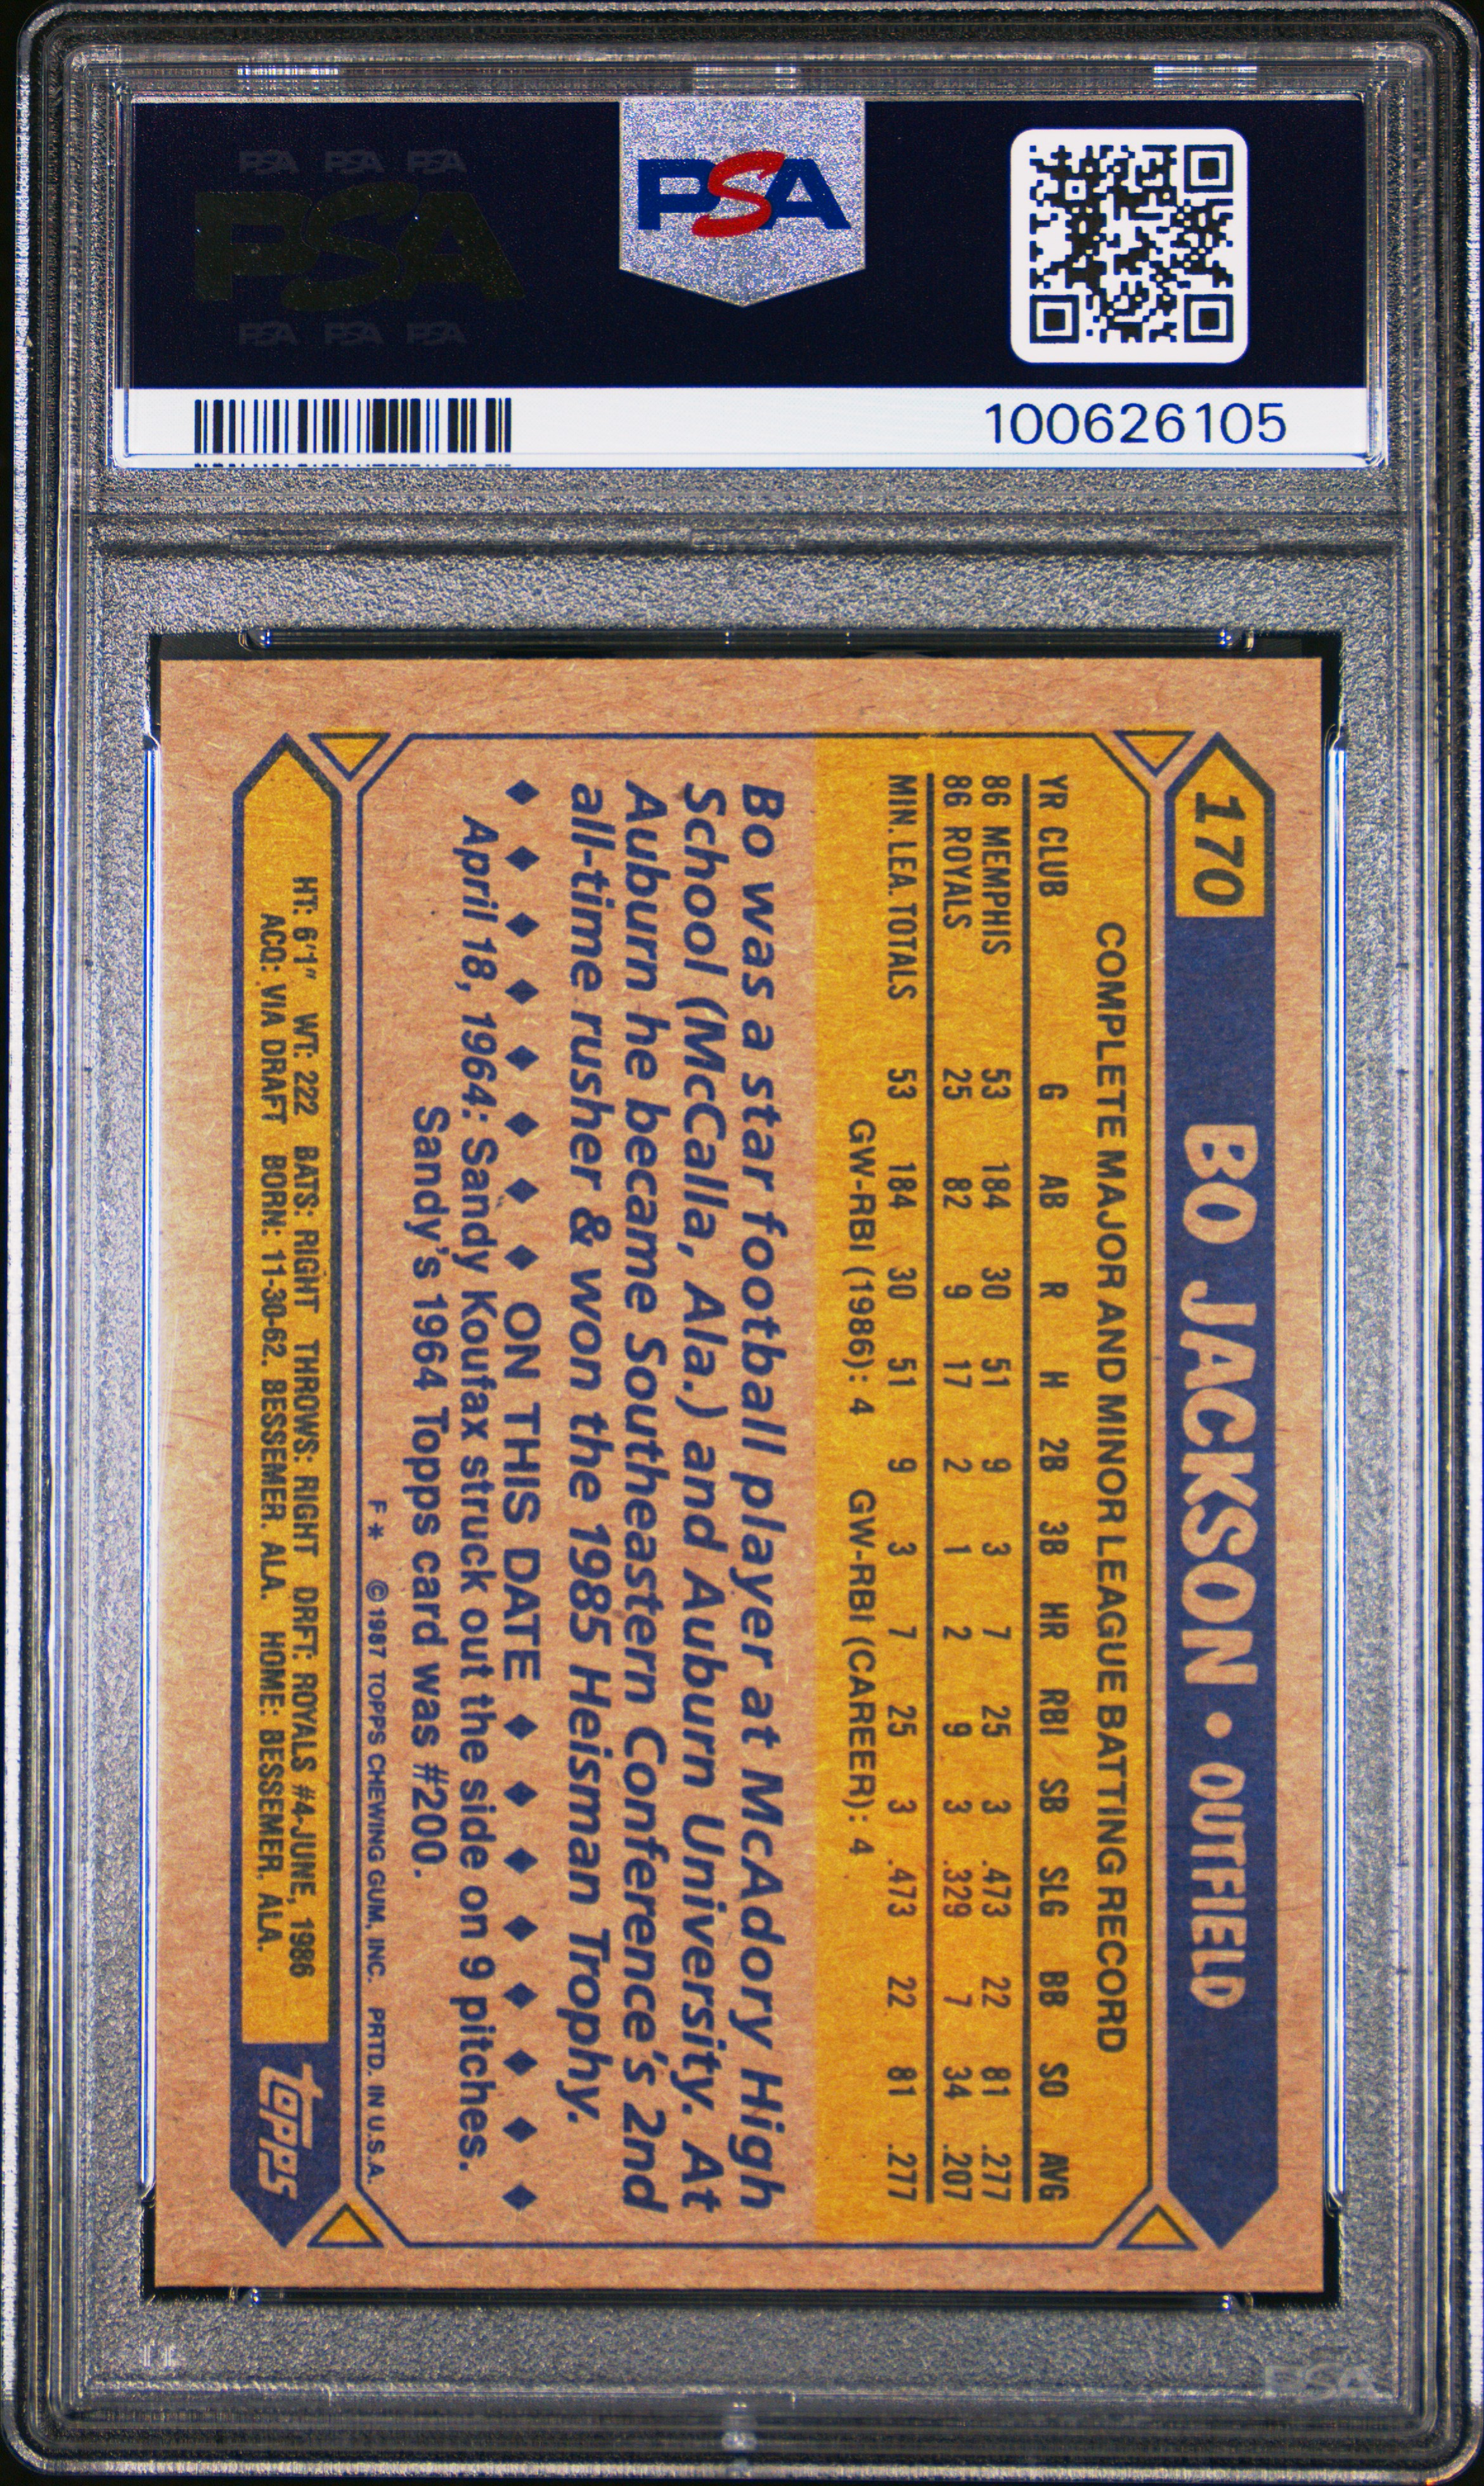 PSA PSA PSA
PSA
PSA PSA PSA
PSA
100626105
170 BO JACKSON • OUTFIELD
COMPLETE MAJOR AND MINOR LEAGUE BATTING RECORD
YR CLUB G AB R H 2B 3B HR RBI SB SLG BB SO AVG
86 MEMPHIS 53 184 30 51 9 3 7 25 3 .473 22 81 .277
86 ROYALS 25 82 9 17 2 1 2 9 3 .329 7 34 .207
MIN. LEA. TOTALS 53 184 30 51 9 3 7 25 3 .473 22 81 .277
GW-RBI (1986): 4 GW-RBI (CAREER): 4
Bo was a star football player at McAdory High
School (McCalla, Ala.) and Auburn University. At
Auburn he became Southeastern Conference's 2nd
all-time rusher & won the 1985 Heisman Trophy.
◆ ◆ ◆ ◆ ◆ ◆ ◆ ◆ ON THIS DATE ◆ ◆ ◆ ◆ ◆ ◆ ◆ ◆
April 18, 1964: Sandy Koufax struck out the side on 9 pitches.
Sandy's 1964 Topps card was #200.
F* © 1987 TOPPS CHEWING GUM, INC. PRTD. IN U.S.A.
HT: 6'1" WT: 222 BATS: RIGHT THROWS: RIGHT DRFT: ROYALS #4-JUNE, 1986
ACQ: VIA DRAFT BORN: 11-30-62, BESSEMER, ALA. HOME: BESSEMER, ALA.
topps
PSA